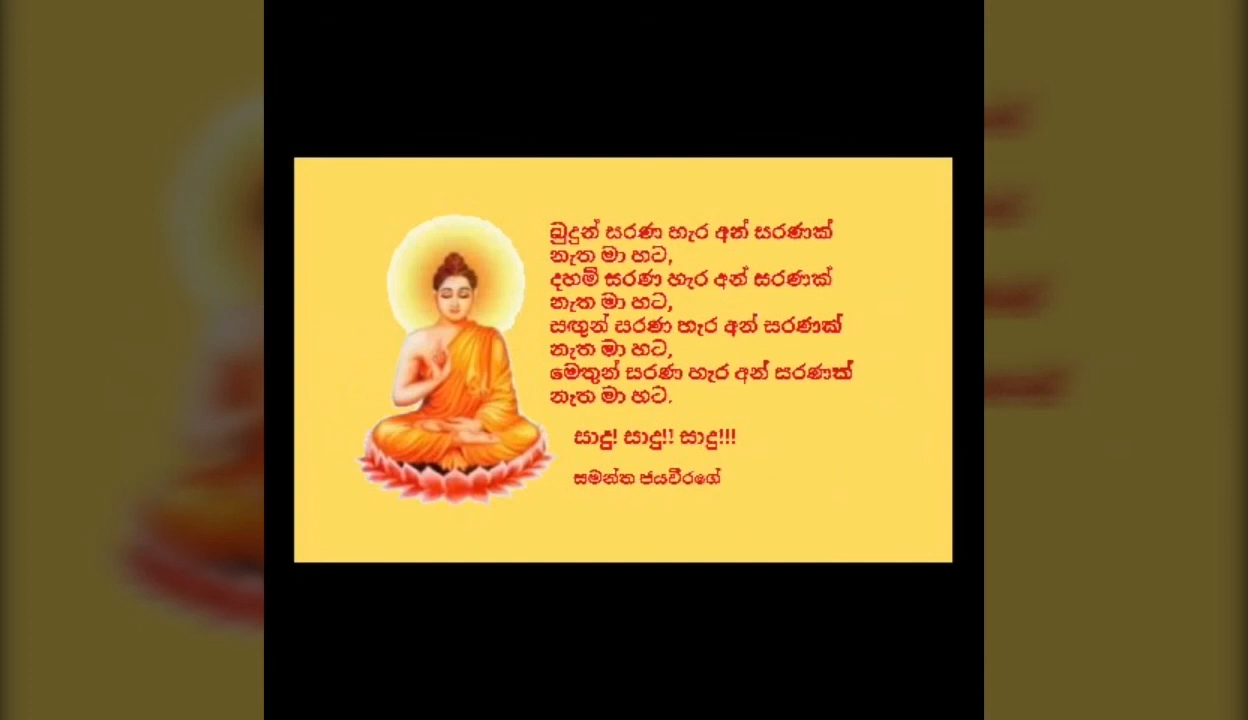 බුදුන් සරණ හැර අන් සරණක්
නැත මා හට,
දහම් සරණ හැර අන් සරණක්
නැත මා හට,
සඟුන් සරණ හැර අන් සරණක්
නැත මා හට,
මෙතුන් සරණ හැර අන් සරණක්
නැත මා හට.
සාදු! සාදු!! සාදු!!!
සමන්ත ජයවීරගේ